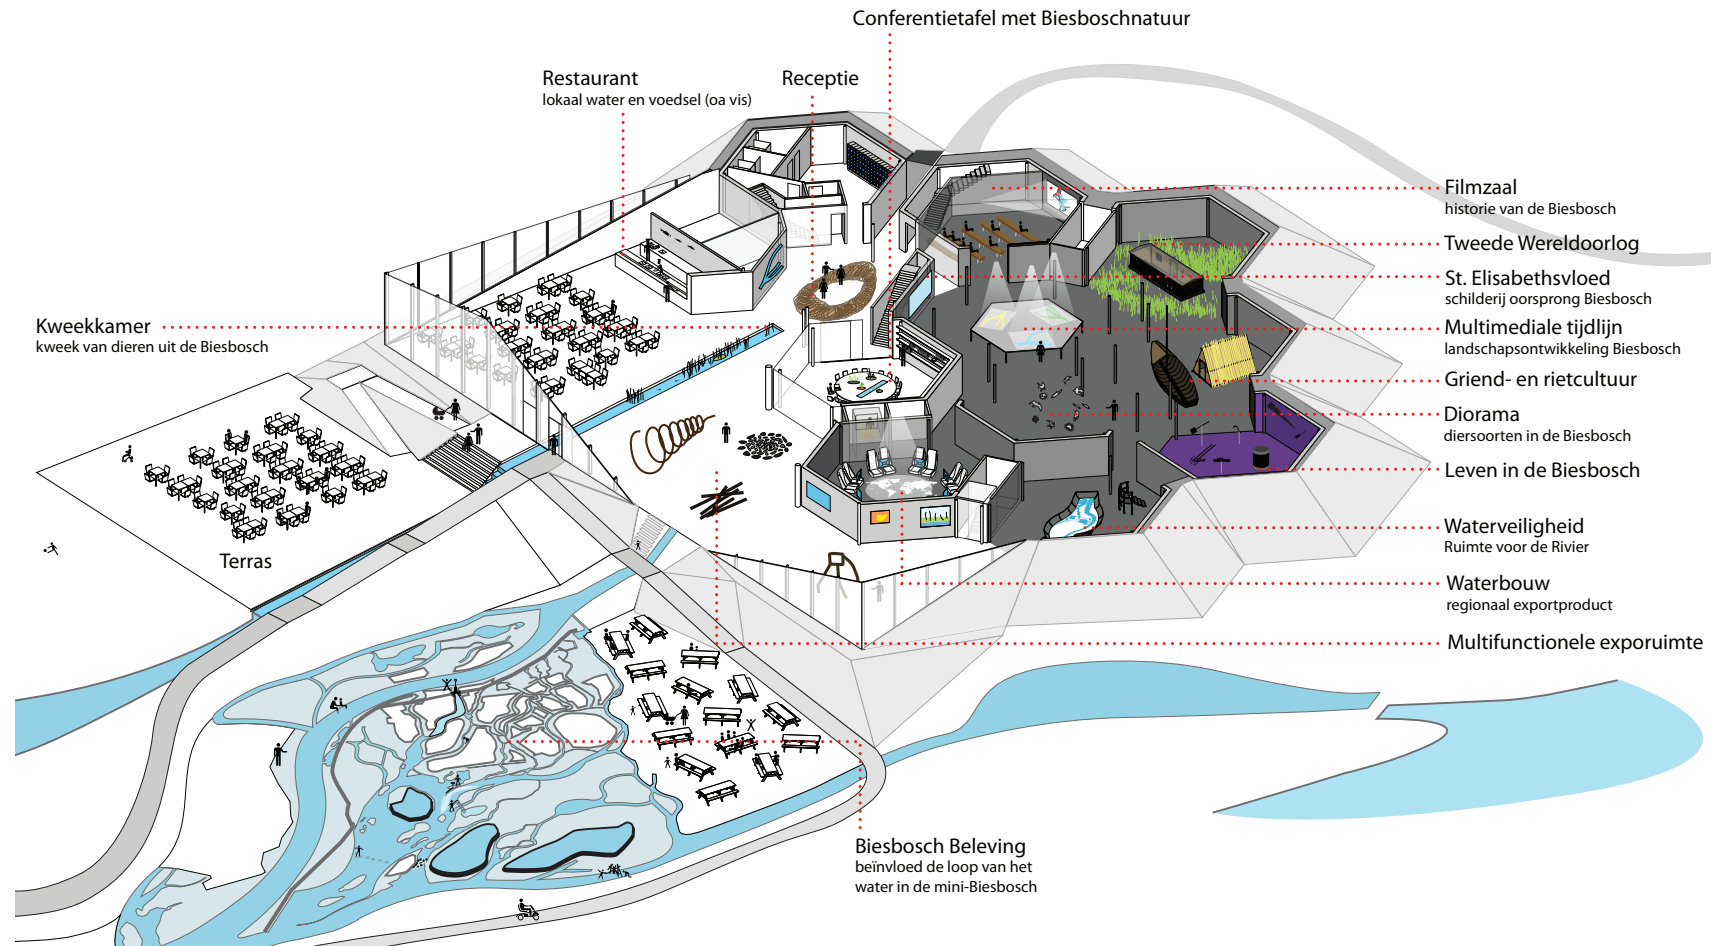 Conferentietafel met Biesboschnatuur
Restaurant
lokaal water en voedsel (oa vis)
Receptie
Filmzaal
historie van de Biesbosch
Tweede Wereldoorlog
St. Elisabethsvloed
schilderij oorsprong Biesbosch
Kweekkamer
kweek van dieren uit de Biesbosch
Multimediale tijdlijn
landschapsontwikkeling Biesbosch
Griend- en rietcultuur
Diorama
diersoorten in de Biesbosch
Leven in de Biesbosch
Waterveiligheid
Ruimte voor de Rivier
Terras
Waterbouw
regionaal exportproduct
Multifunctionele exporuimte
Biesbosch Beleving
beïnvloed de loop van het
water in de mini-Biesbosch